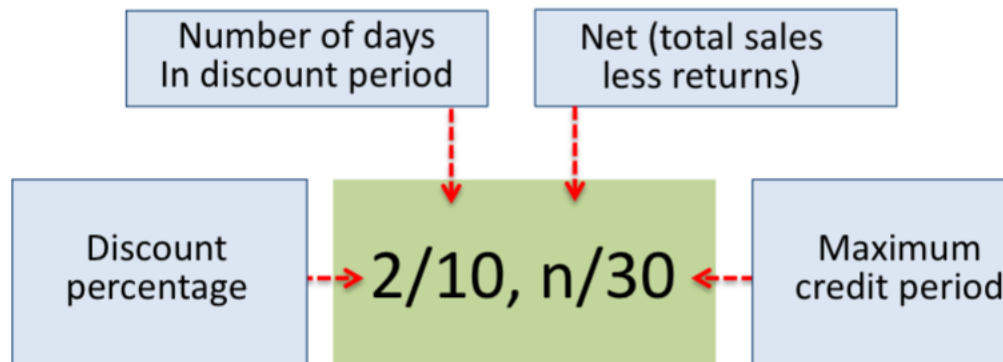 Number of days
In discount period
Net (total sales
less returns)
Discount
percentage
2/10, n/30
Maximum
credit period